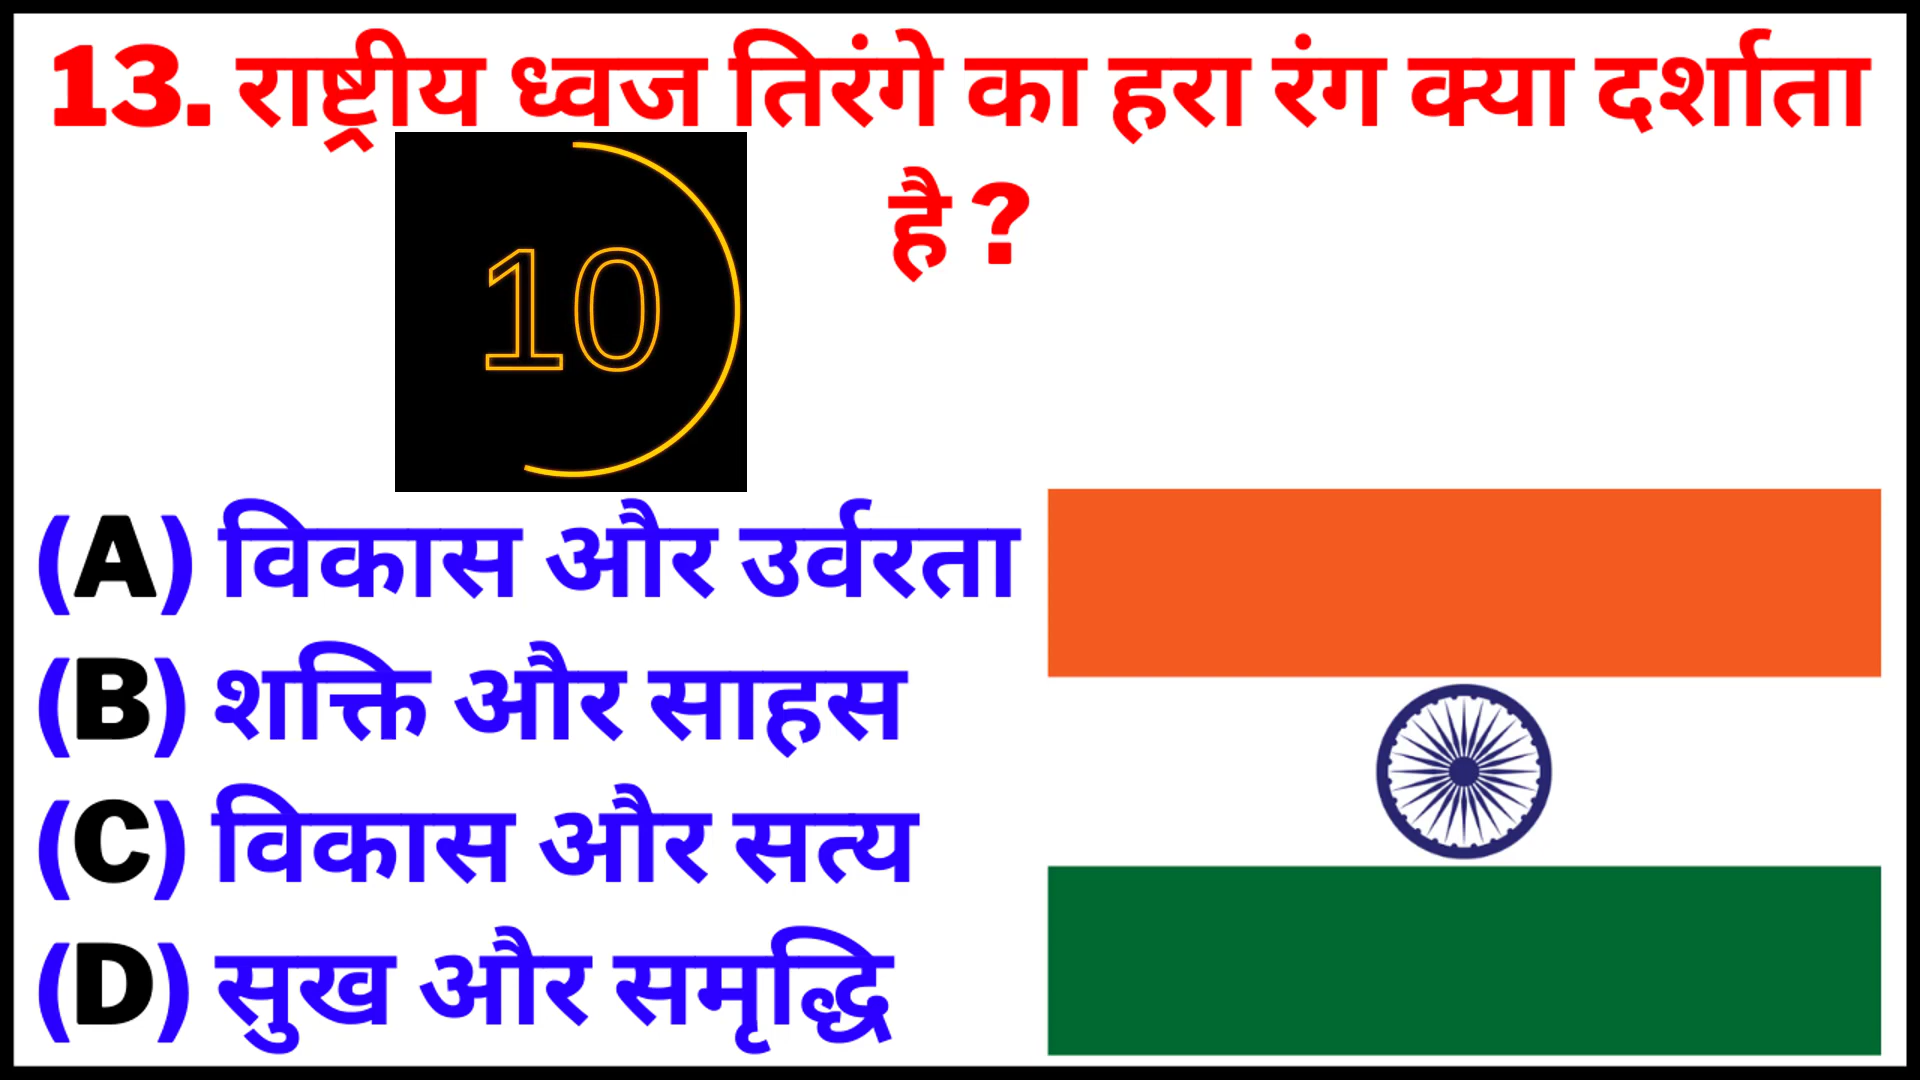 13. राष्ट्रीय ध्वज तिरंगे का हरा रंग क्या दर्शाता
है ?
10
(A) विकास और उर्वरता
(B) शक्ति और साहस
(C) विकास और सत्य
(D) सुख और समृद्धि